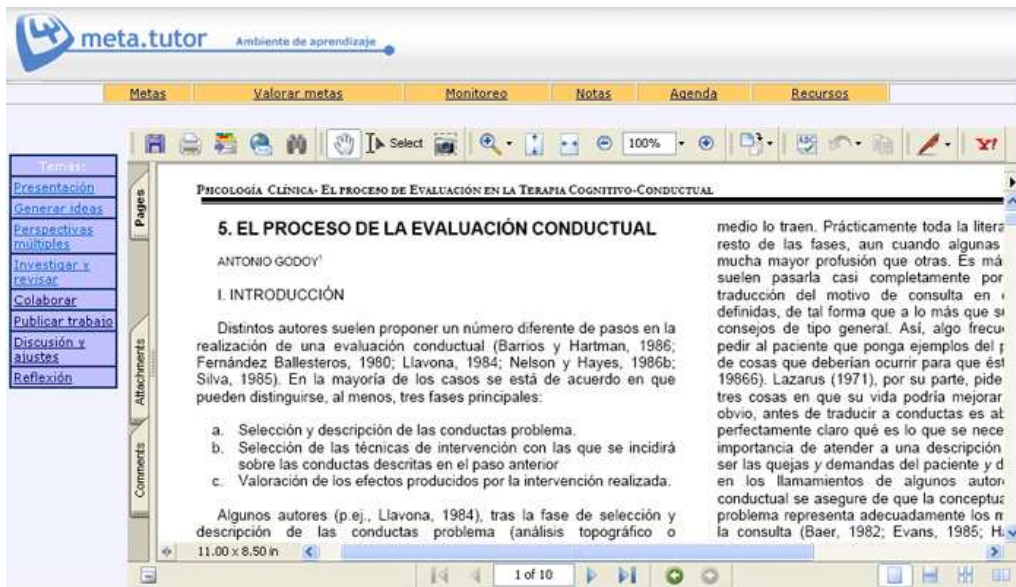 meta.tutor
Ambiente de aprendizaje
Metas Valorar metas Monitoreo Notas Agenda Recursos
Select 100%
Temas:
Presentación
Generar ideas
Perspectivas
múltiples
Investigar y
revisar
Colaborar
Publicar trabajo
Discusión y
ajustes
Reflexión
Pages
Attachments
Comments
PSICOLOGÍA CLÍNICA- EL PROCESO DE EVALUACIÓN EN LA TERAPIA COGNITIVO-CONDUCTUAL
5. EL PROCESO DE LA EVALUACIÓN CONDUCTUAL
ANTONIO GODOY¹
I. INTRODUCCIÓN
Distintos autores suelen proponer un número diferente de pasos en la
realización de una evaluación conductual (Barrios y Hartman, 1986;
Fernández Ballesteros, 1980; Llavona, 1984; Nelson y Hayes, 1986b;
Silva, 1985). En la mayoría de los casos se está de acuerdo en que
pueden distinguirse, al menos, tres fases principales:
a. Selección y descripción de las conductas problema.
b. Selección de las técnicas de intervención con las que se incidirá
sobre las conductas descritas en el paso anterior
c. Valoración de los efectos producidos por la intervención realizada.
Algunos autores (p.ej., Llavona, 1984), tras la fase de selección y
descripción de las conductas problema (análisis topográfico o
medio lo traen. Prácticamente toda la litera
resto de las fases, aun cuando algunas
mucha mayor profusión que otras. Es má
suelen pasarla casi completamente por
traducción del motivo de consulta en
definidas, de tal forma que a lo más que
consejos de tipo general. Así, algo frecu
pedir al paciente que ponga ejemplos del
de cosas que deberían ocurrir para que ést
19866). Lazarus (1971), por su parte, pide
tres cosas en que su vida podría mejorar
obvio, antes de traducir a conductas es ab
perfectamente claro qué es lo que se nece
importancia de atender a una descripción
ser las quejas y demandas del paciente y d
en los llamamientos de algunos autor
conductual se asegure de que la conceptua
problema representa adecuadamente los m
la consulta (Baer, 1982; Evans, 1985; H
11.00 x 8.50 in
1 of 10